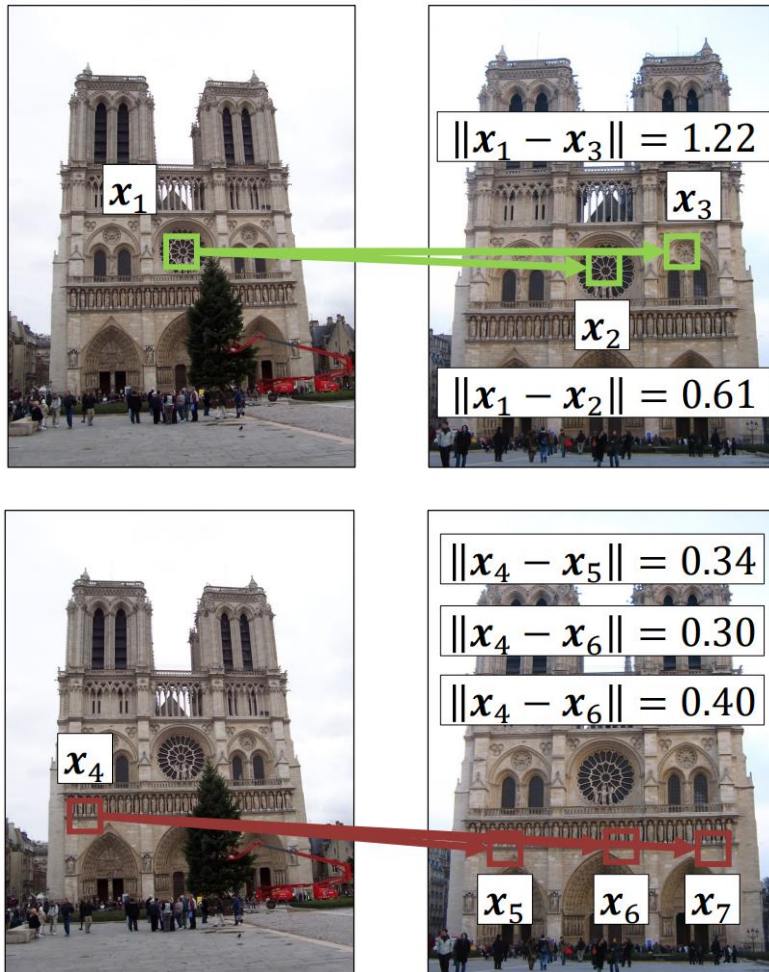 ‖x₁ − x₃‖ = 1.22
x₁
x₃
x₂
‖x₁ − x₂‖ = 0.61
‖x₄ − x₅‖ = 0.34
‖x₄ − x₆‖ = 0.30
‖x₄ − x₆‖ = 0.40
x₄
x₅
x₆
x₇